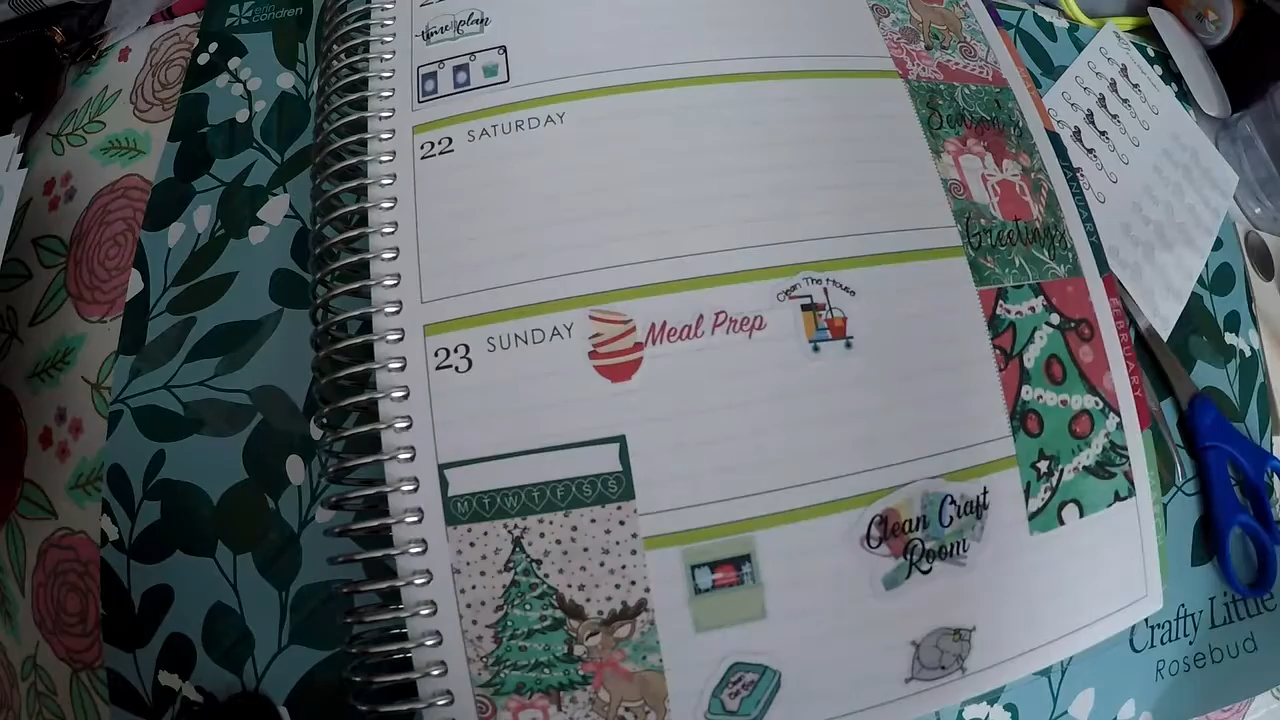 erin
condren
time to plan
22 SATURDAY
Season's
Greetings
JANUARY
23 SUNDAY
Meal Prep
Clean The House
FEBRUARY
M T W T F S S
Clean Craft
Room
Crafty Little
Rosebud